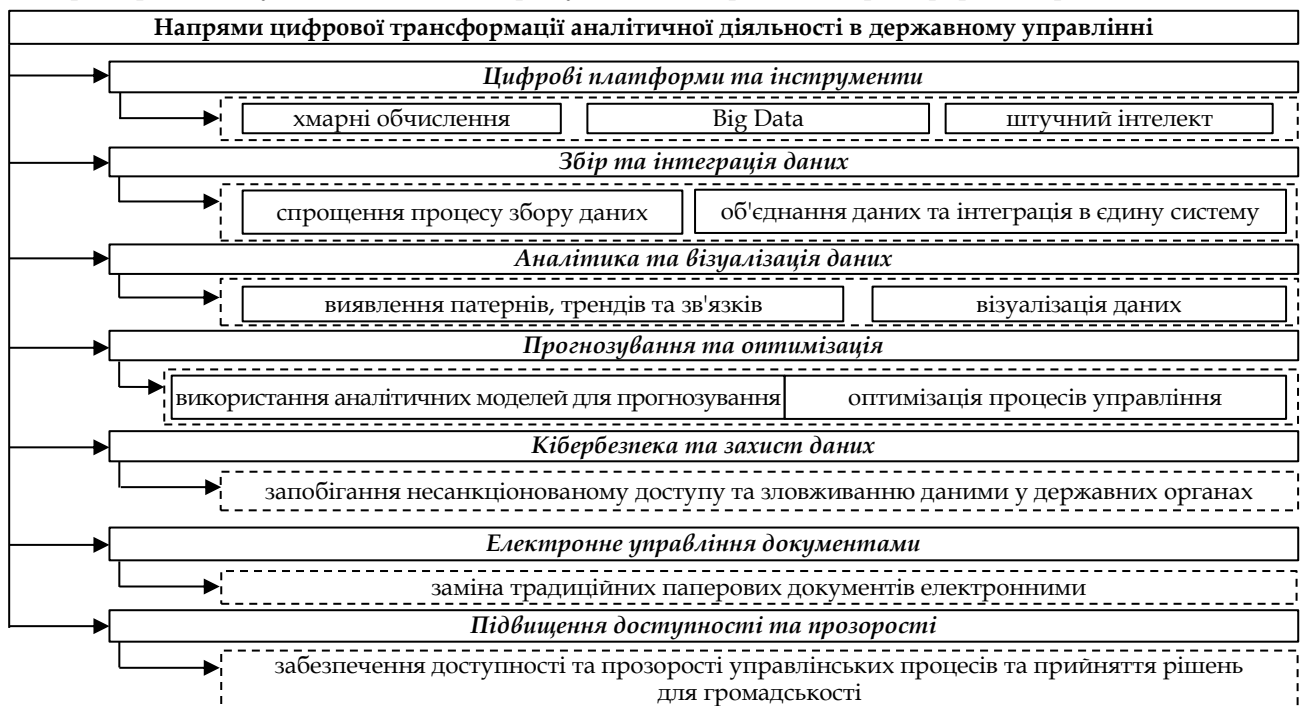 Напрями цифрової трансформації аналітичної діяльності в державному управлінні
Цифрові платформи та інструменти
хмарні обчислення
Big Data
штучний інтелект
Збір та інтеграція даних
спрощення процесу збору даних
об'єднання даних та інтеграція в єдину систему
Аналітика та візуалізація даних
виявлення патернів, трендів та зв'язків
візуалізація даних
Прогнозування та оптимізація
використання аналітичних моделей для прогнозування
оптимізація процесів управління
Кібербезпека та захист даних
запобігання несанкціонованому доступу та зловживанню даними у державних органах
Електронне управління документами
заміна традиційних паперових документів електронними
Підвищення доступності та прозорості
забезпечення доступності та прозорості управлінських процесів та прийняття рішень
для громадськості